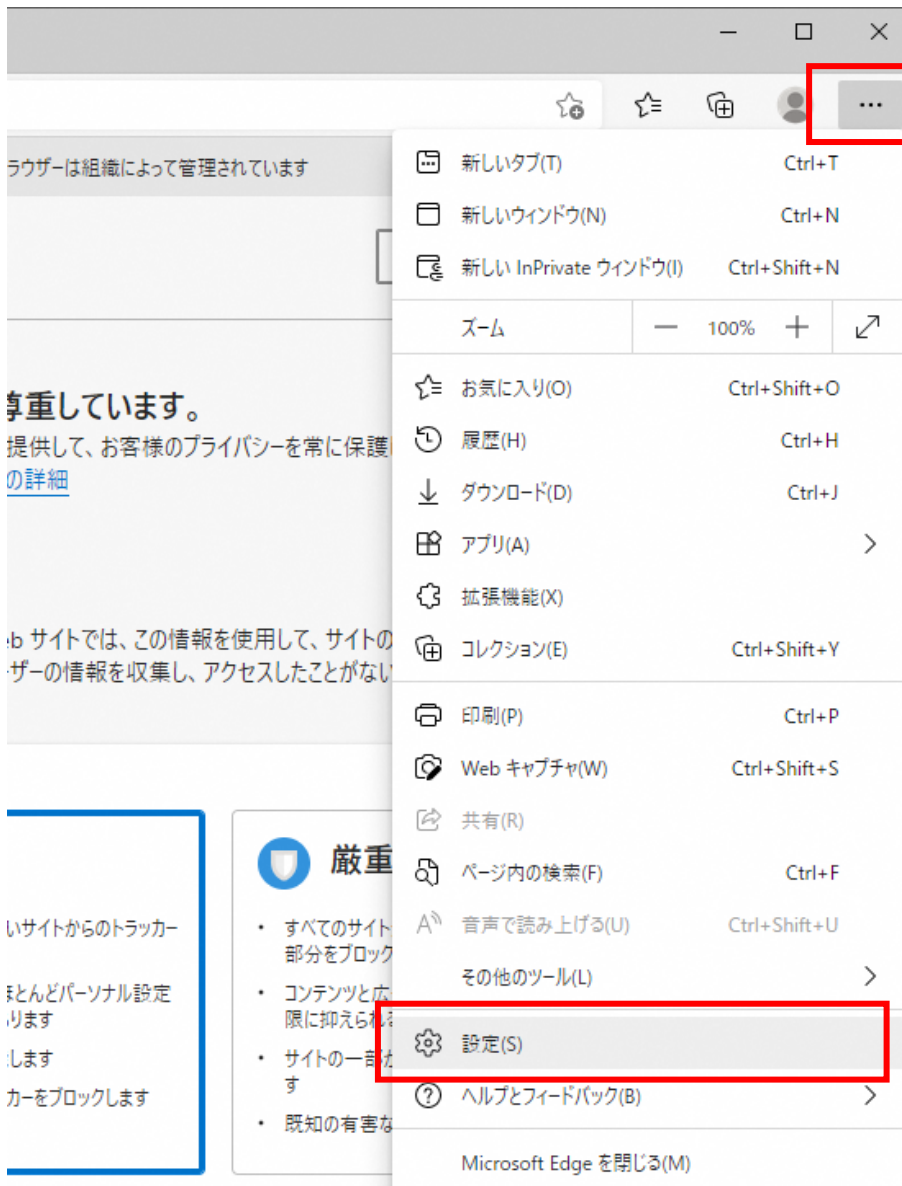 ラウザーは組織によって管理されています
新しいタブ(T) Ctrl+T
新しいウィンドウ(N) Ctrl+N
新しい InPrivate ウィンドウ(I) Ctrl+Shift+N
ズーム 100%
お気に入り(O) Ctrl+Shift+O
履歴(H) Ctrl+H
ダウンロード(D) Ctrl+J
アプリ(A)
拡張機能(X)
コレクション(E) Ctrl+Shift+Y
印刷(P) Ctrl+P
Web キャプチャ(W) Ctrl+Shift+S
共有(R)
ページ内の検索(F) Ctrl+F
音声で読み上げる(U) Ctrl+Shift+U
その他のツール(L)
設定(S)
ヘルプとフィードバック(B)
Microsoft Edge を閉じる(M)
尊重しています。
提供して、お客様のプライバシーを常に保護
の詳細
eb サイトでは、この情報を使用して、サイトの
ーザーの情報を収集し、アクセスしたことがない
いサイトからのトラッカー
ほとんどパーソナル設定
ります
します
カーをブロックします
厳重
・ すべてのサイト
部分をブロック
・ コンテンツと広
限に抑えられ
・ サイトの一部が
す
・ 既知の有害な